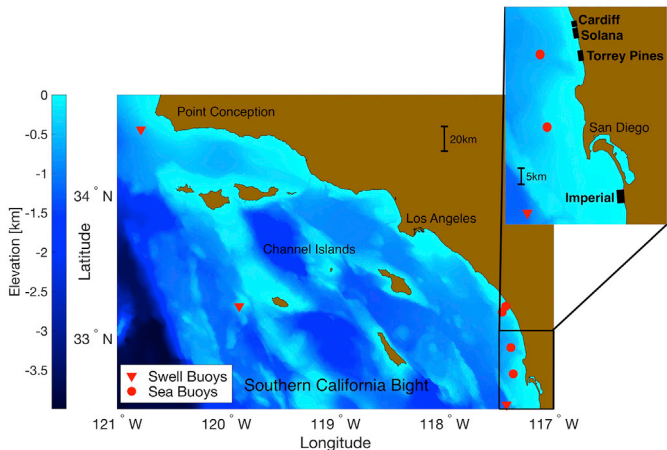 Cardiff
Solana
Torrey Pines
San Diego
5km
Imperial
Elevation [km]
0
-0.5
-1
-1.5
-2
-2.5
-3
-3.5
Latitude
34° N
33° N
Point Conception
20km
Los Angeles
Channel Islands
Southern California Bight
Swell Buoys
Sea Buoys
121° W
120° W
119° W
118° W
117° W
Longitude